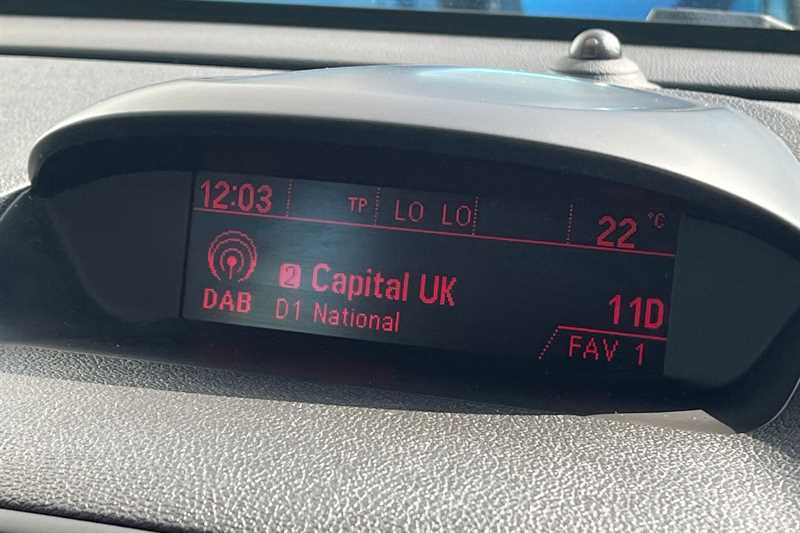 12:03 TP LO LO 22 °C
2 Capital UK
DAB D1 National 11D
FAV 1